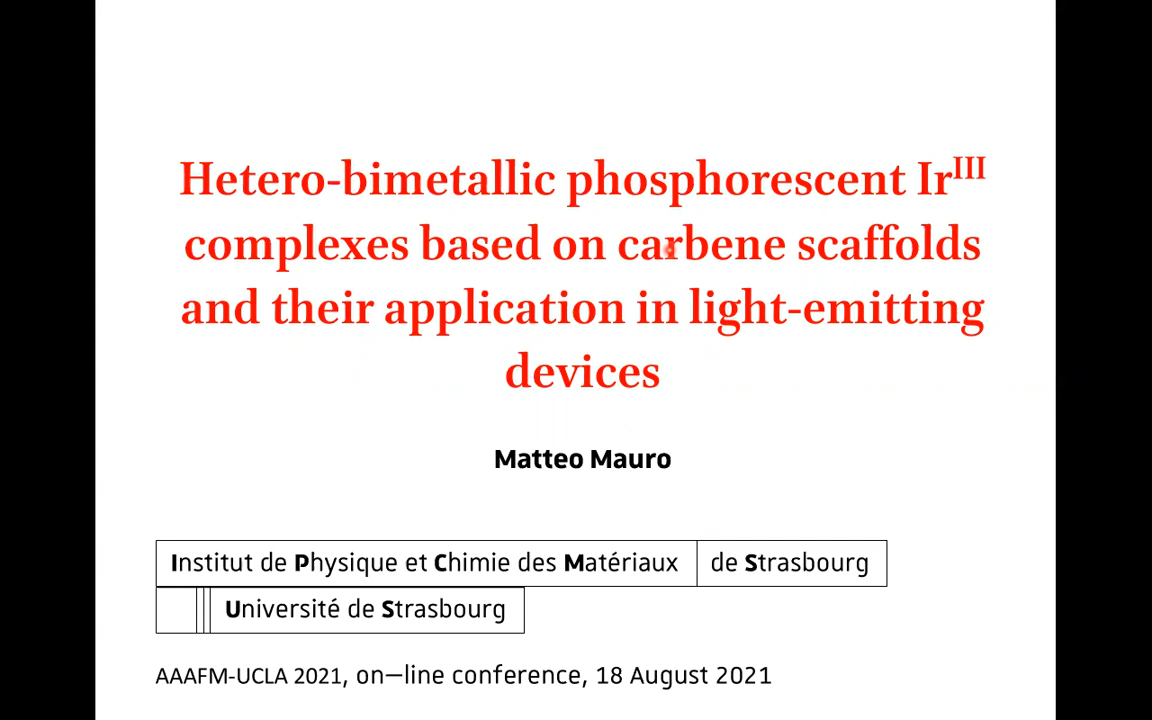 Hetero-bimetallic phosphorescent Ir^III
complexes based on carbene scaffolds
and their application in light-emitting
devices
Matteo Mauro
Institut de Physique et Chimie des Matériaux de Strasbourg
Université de Strasbourg
AAAFM-UCLA 2021, on—line conference, 18 August 2021